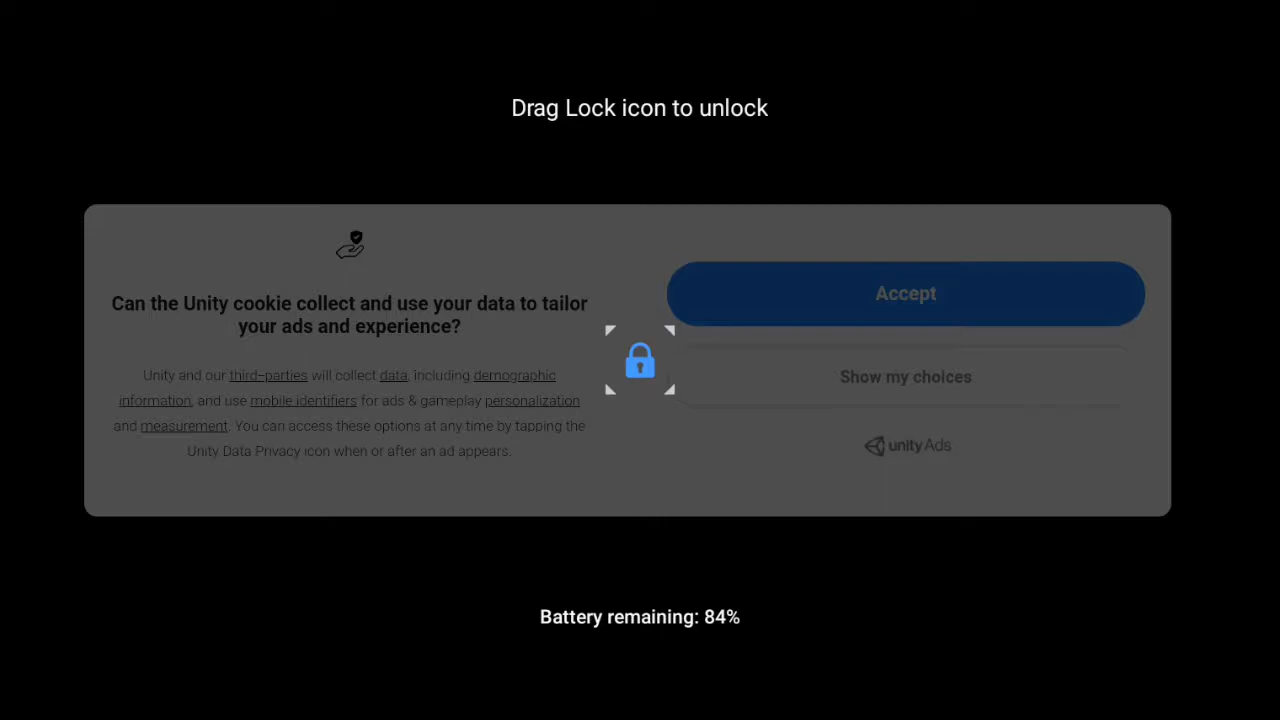 Drag Lock icon to unlock
Can the Unity cookie collect and use your data to tailor
your ads and experience?
Unity and our third-parties will collect data, including demographic
information, and use mobile identifiers for ads & gameplay personalization
and measurement. You can access these options at any time by tapping the
Unity Data Privacy icon when or after an ad appears.
Accept
Show my choices
unity Ads
Battery remaining: 84%